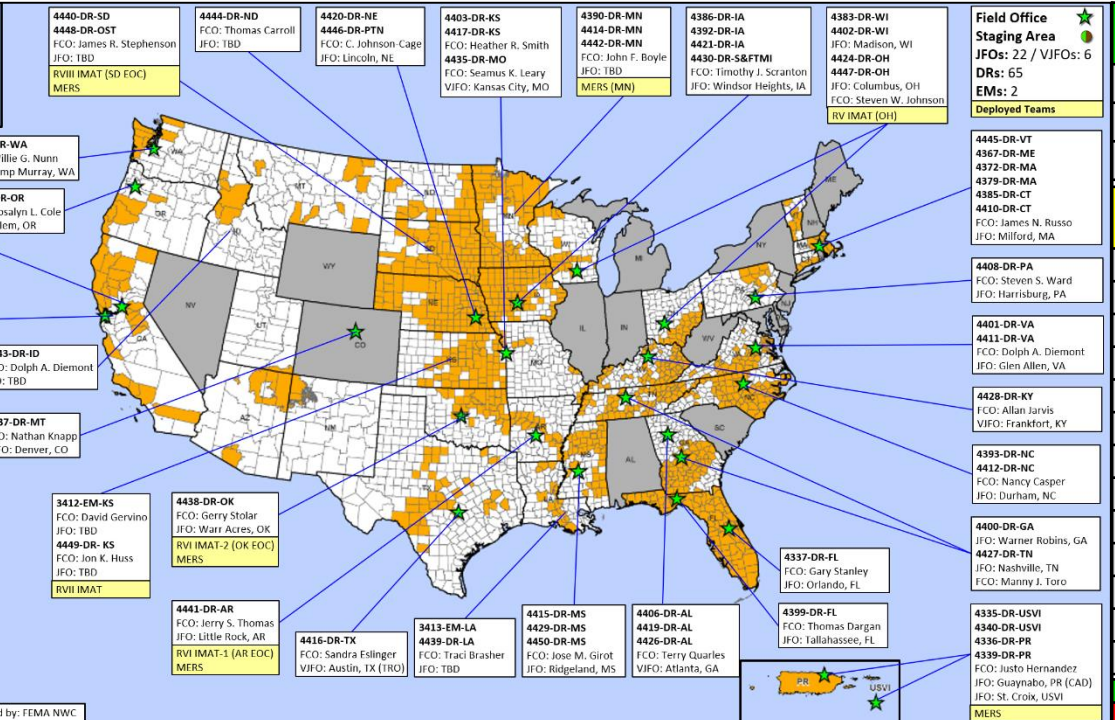 4440-DR-SD
4448-DR-OST
FCO: James R. Stephenson
JFO: TBD
RVIII IMAT (SD EOC)
MERS
4444-DR-ND
FCO: Thomas Carroll
JFO: TBD
4420-DR-NE
4446-DR-PTN
FCO: C. Johnson-Cage
JFO: Lincoln, NE
4403-DR-KS
4417-DR-KS
FCO: Heather R. Smith
4435-DR-MO
FCO: Seamus K. Leary
VJFO: Kansas City, MO
4390-DR-MN
4414-DR-MN
4442-DR-MN
FCO: John F. Boyle
JFO: TBD
MERS (MN)
4386-DR-IA
4392-DR-IA
4421-DR-IA
4430-DR-S&FTMI
FCO: Timothy J. Scranton
JFO: Windsor Heights, IA
4383-DR-WI
4402-DR-WI
JFO: Madison, WI
4424-DR-OH
4447-DR-OH
JFO: Columbus, OH
FCO: Steven W. Johnson
RV IMAT (OH)
Field Office
Staging Area
JFOs: 22 / VJFOs: 6
DRs: 65
EMs: 2
Deployed Teams
R-WA
illie G. Nunn
mp Murray, WA
R-OR
osalyn L. Cole
lem, OR
43-DR-ID
O: Dolph A. Diemont
O: TBD
37-DR-MT
O: Nathan Knapp
FO: Denver, CO
4445-DR-VT
4367-DR-ME
4372-DR-MA
4379-DR-MA
4385-DR-CT
4410-DR-CT
FCO: James N. Russo
JFO: Milford, MA
4408-DR-PA
FCO: Steven S. Ward
JFO: Harrisburg, PA
4401-DR-VA
4411-DR-VA
FCO: Dolph A. Diemont
JFO: Glen Allen, VA
4428-DR-KY
FCO: Allan Jarvis
VJFO: Frankfort, KY
4393-DR-NC
4412-DR-NC
FCO: Nancy Casper
JFO: Durham, NC
4400-DR-GA
JFO: Warner Robins, GA
4427-DR-TN
JFO: Nashville, TN
FCO: Manny J. Toro
WA
OR
ID
MT
ND
MN
WI
MI
NY
ME
NH
MA
CT
NJ
PA
WY
SD
NE
IA
IL
IN
WV
NV
UT
CO
KS
MO
KY
CA
AZ
NM
AR
TN
NC
SC
TX
LA
MS
AL
GA
FL
3412-EM-KS
FCO: David Gervino
JFO: TBD
4449-DR- KS
FCO: Jon K. Huss
JFO: TBD
RVII IMAT
4438-DR-OK
FCO: Gerry Stolar
JFO: Warr Acres, OK
RVI IMAT-2 (OK EOC)
MERS
4441-DR-AR
FCO: Jerry S. Thomas
JFO: Little Rock, AR
RVI IMAT-1 (AR EOC)
MERS
4416-DR-TX
FCO: Sandra Eslinger
VJFO: Austin, TX (TRO)
3413-EM-LA
4439-DR-LA
FCO: Traci Brasher
JFO: TBD
4415-DR-MS
4429-DR-MS
4450-DR-MS
FCO: Jose M. Girot
JFO: Ridgeland, MS
4406-DR-AL
4419-DR-AL
4426-DR-AL
FCO: Terry Quarles
VJFO: Atlanta, GA
4337-DR-FL
FCO: Gary Stanley
JFO: Orlando, FL
4399-DR-FL
FCO: Thomas Dargan
JFO: Tallahassee, FL
4335-DR-USVI
4340-DR-USVI
4336-DR-PR
4339-DR-PR
FCO: Justo Hernandez
JFO: Guaynabo, PR (CAD)
JFO: St. Croix, USVI
MERS
PR
USVI
d by: FEMA NWC